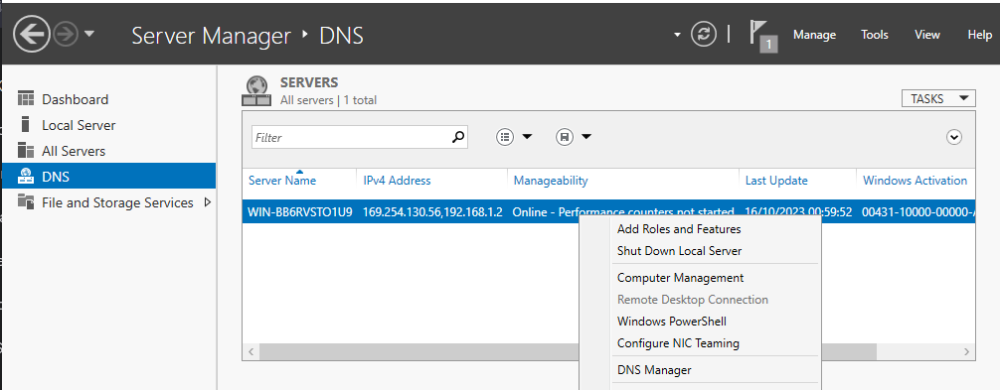 Server Manager ‣ DNS
1
Manage Tools View Help
Dashboard
Local Server
All Servers
DNS
File and Storage Services
SERVERS
All servers | 1 total
TASKS
Filter
Server Name IPv4 Address Manageability Last Update Windows Activation
WIN-BB6RVSTO1U9 169.254.130.56,192.168.1.2 Online - Performance counters not started 16/10/2023 00:59:52 00431-10000-00000-A
Add Roles and Features
Shut Down Local Server
Computer Management
Remote Desktop Connection
Windows PowerShell
Configure NIC Teaming
DNS Manager